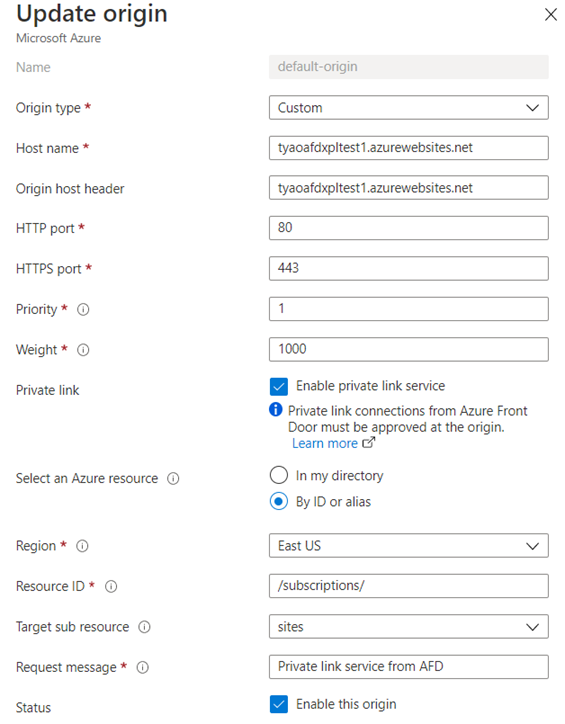 Update origin
Microsoft Azure
Name default-origin
Origin type * Custom
Host name * tyaoafdxpltest1.azurewebsites.net
Origin host header tyaoafdxpltest1.azurewebsites.net
HTTP port * 80
HTTPS port * 443
Priority * 1
Weight * 1000
Private link Enable private link service
Private link connections from Azure Front
Door must be approved at the origin.
Learn more
Select an Azure resource In my directory
By ID or alias
Region * East US
Resource ID * /subscriptions/
Target sub resource sites
Request message * Private link service from AFD
Status Enable this origin